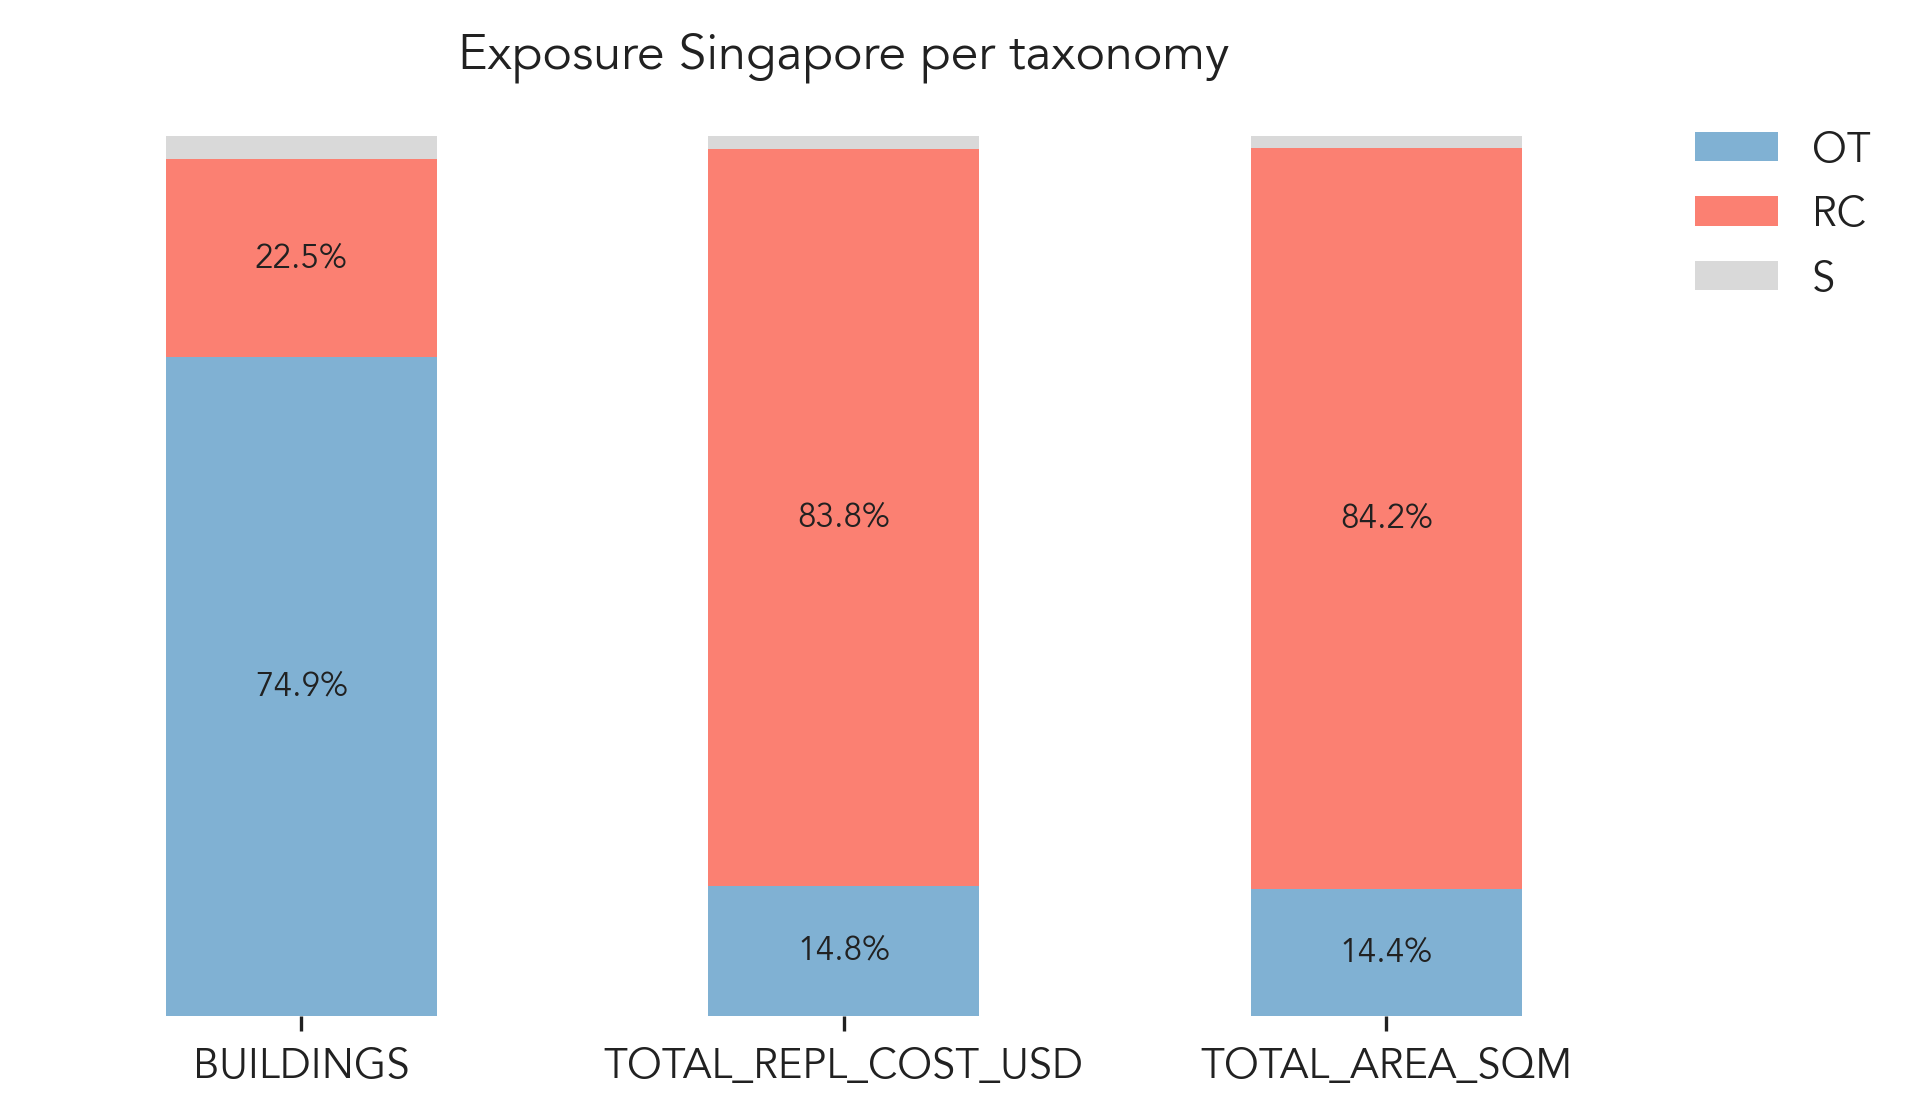 Exposure Singapore per taxonomy
OT
RC
S
22.5%
74.9%
83.8%
14.8%
84.2%
14.4%
BUILDINGS
TOTAL_REPL_COST_USD
TOTAL_AREA_SQM